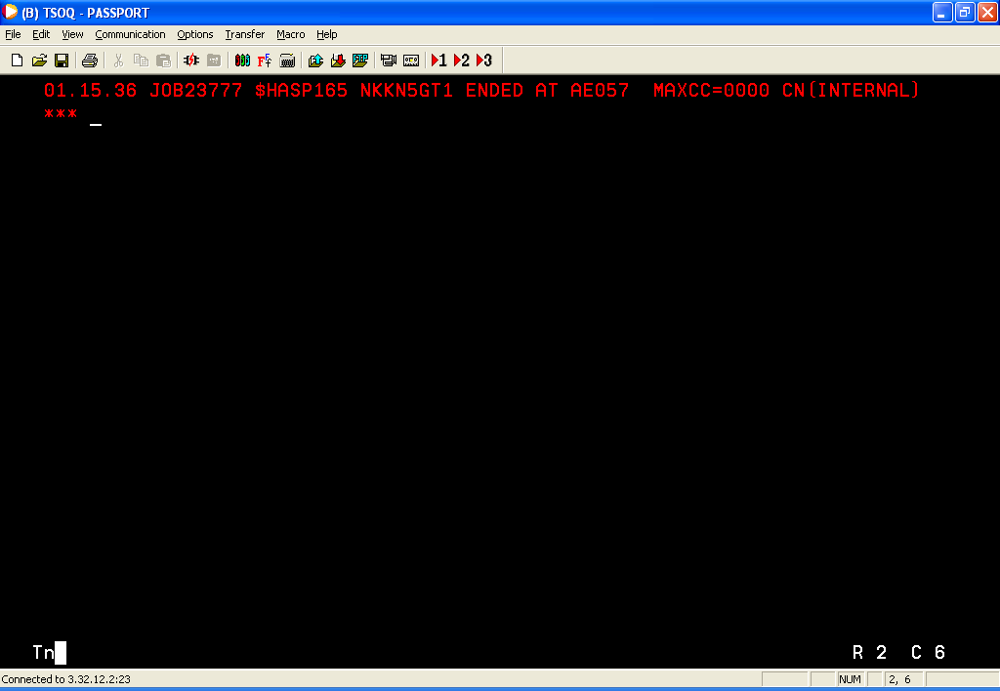 (B) TSOQ - PASSPORT
File Edit View Communication Options Transfer Macro Help
1 2 3
01.15.36 JOB23777 $HASP165 NKKN5GT1 ENDED AT AE057  MAXCC=0000 CN(INTERNAL)
*** _
Tn R 2 C 6
Connected to 3.32.12.2:23 NUM 2, 6